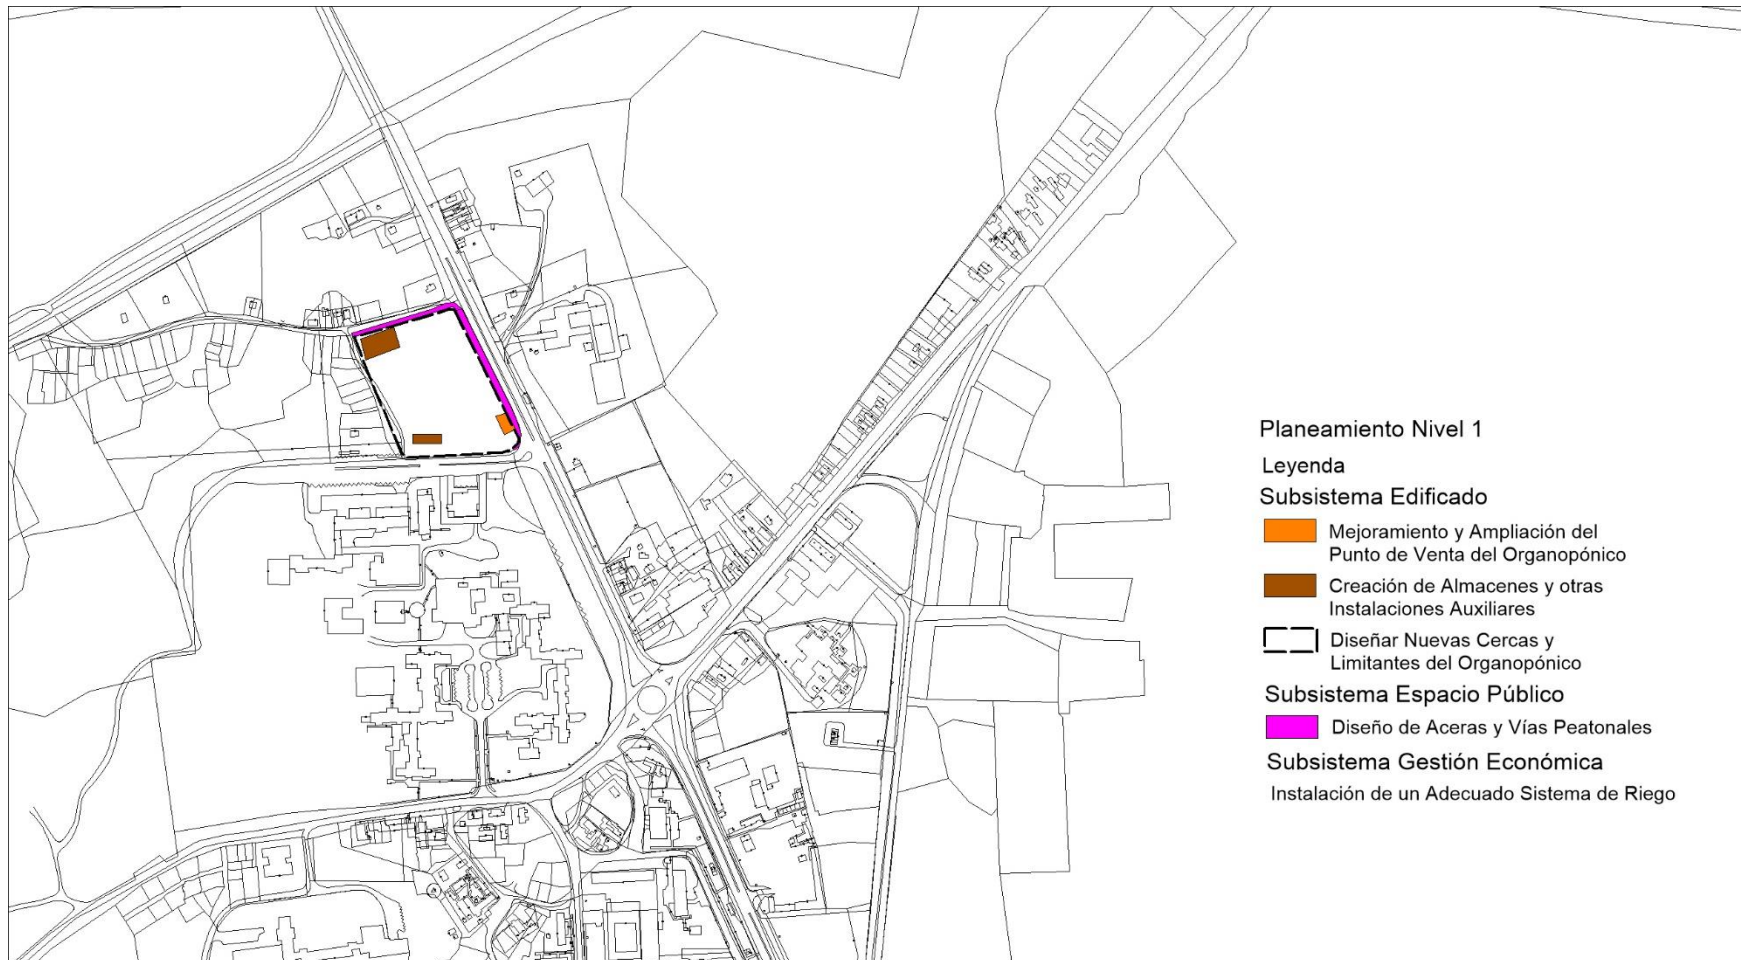 Planeamiento Nivel 1
Leyenda
Subsistema Edificado
Mejoramiento y Ampliación del
Punto de Venta del Organopónico
Creación de Almacenes y otras
Instalaciones Auxiliares
Diseñar Nuevas Cercas y
Limitantes del Organopónico
Subsistema Espacio Público
Diseño de Aceras y Vías Peatonales
Subsistema Gestión Económica
Instalación de un Adecuado Sistema de Riego